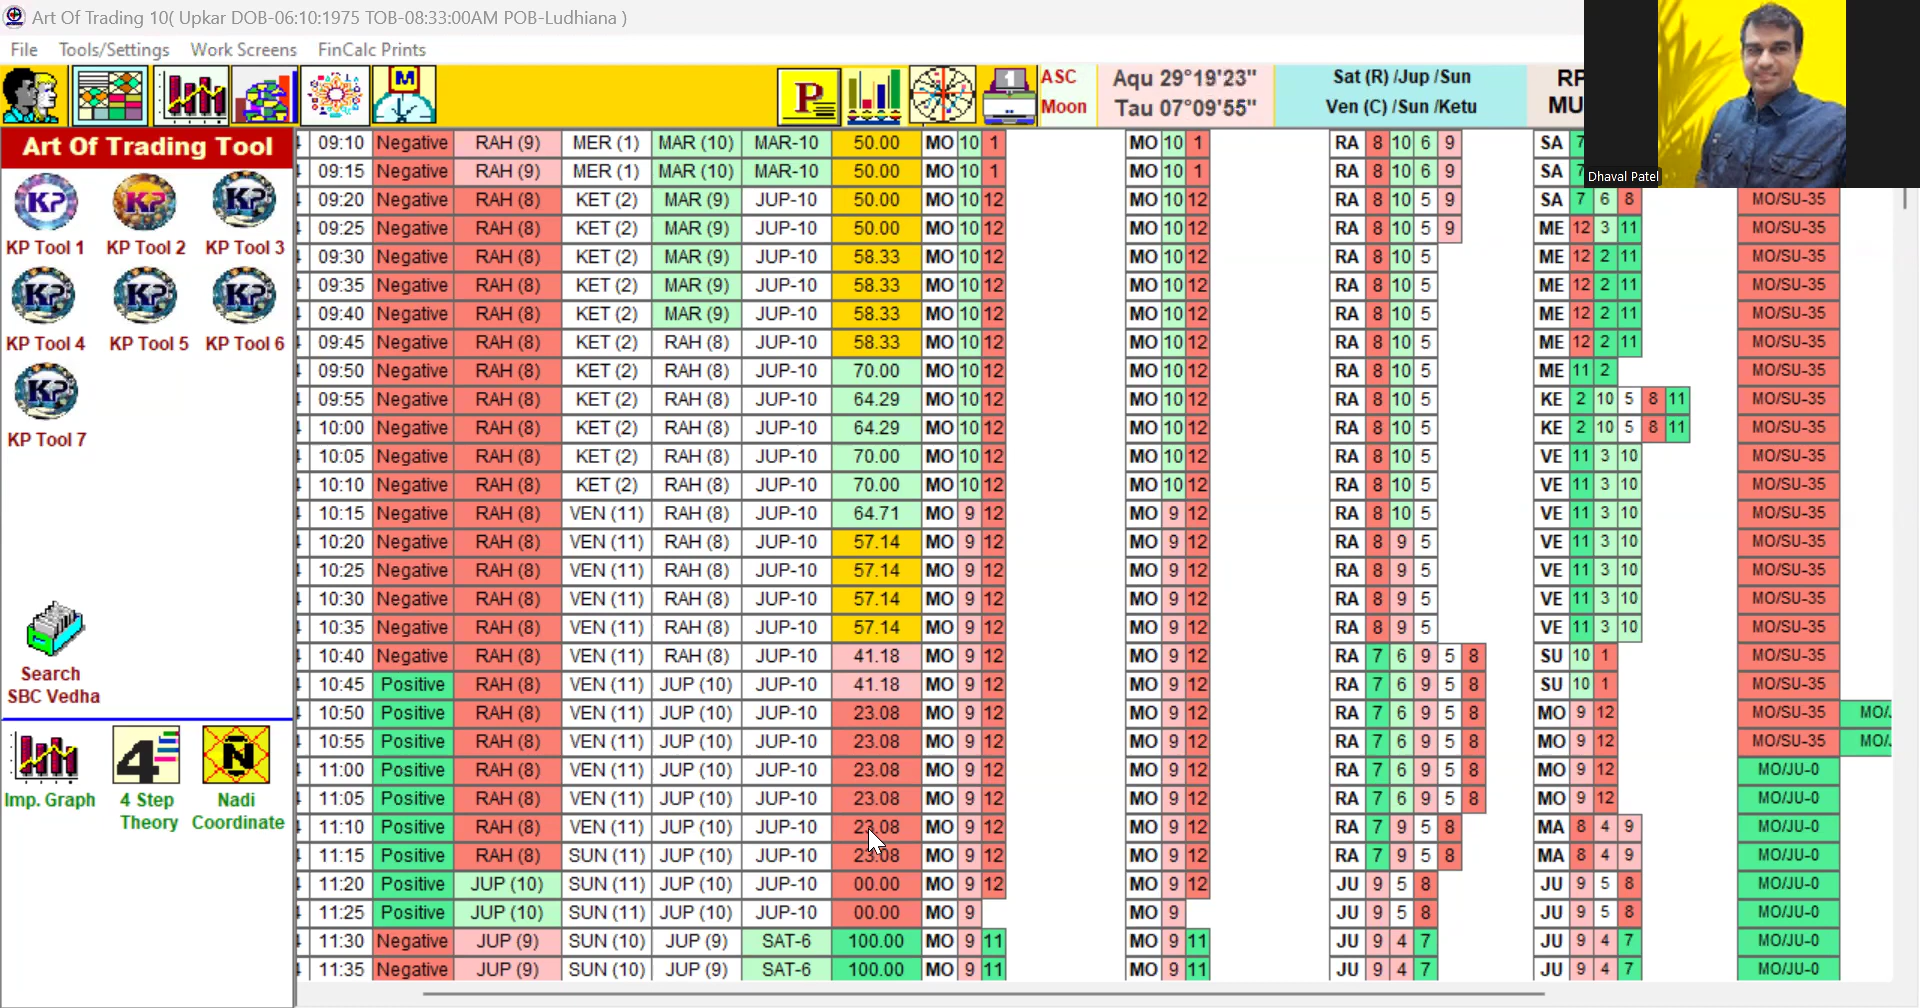 Art Of Trading 10( Upkar DOB-06:10:1975 TOB-08:33:00AM POB-Ludhiana )
File Tools/Settings Work Screens FinCalc Prints
ASC Aqu 29°19'23" Sat (R) /Jup /Sun
Moon Tau 07°09'55" Ven (C) /Sun /Ketu MU
Dhaval Patel
Art Of Trading Tool
KP Tool 1 KP Tool 2 KP Tool 3
KP Tool 4 KP Tool 5 KP Tool 6
KP Tool 7
Search
SBC Vedha
Imp. Graph 4 Step Nadi
Theory Coordinate
09:10 Negative RAH (9) MER (1) MAR (10) MAR-10 50.00 MO 10 1 MO 10 1 RA 8 10 6 9 SA 7
09:15 Negative RAH (9) MER (1) MAR (10) MAR-10 50.00 MO 10 1 MO 10 1 RA 8 10 6 9 SA 7
09:20 Negative RAH (8) KET (2) MAR (9) JUP-10 50.00 MO 10 12 MO 10 12 RA 8 10 5 9 SA 7 6 8 MO/SU-35
09:25 Negative RAH (8) KET (2) MAR (9) JUP-10 50.00 MO 10 12 MO 10 12 RA 8 10 5 9 ME 12 3 11 MO/SU-35
09:30 Negative RAH (8) KET (2) MAR (9) JUP-10 58.33 MO 10 12 MO 10 12 RA 8 10 5 ME 12 2 11 MO/SU-35
09:35 Negative RAH (8) KET (2) MAR (9) JUP-10 58.33 MO 10 12 MO 10 12 RA 8 10 5 ME 12 2 11 MO/SU-35
09:40 Negative RAH (8) KET (2) MAR (9) JUP-10 58.33 MO 10 12 MO 10 12 RA 8 10 5 ME 12 2 11 MO/SU-35
09:45 Negative RAH (8) KET (2) RAH (8) JUP-10 58.33 MO 10 12 MO 10 12 RA 8 10 5 ME 12 2 11 MO/SU-35
09:50 Negative RAH (8) KET (2) RAH (8) JUP-10 70.00 MO 10 12 MO 10 12 RA 8 10 5 ME 11 2 MO/SU-35
09:55 Negative RAH (8) KET (2) RAH (8) JUP-10 64.29 MO 10 12 MO 10 12 RA 8 10 5 KE 2 10 5 8 11 MO/SU-35
10:00 Negative RAH (8) KET (2) RAH (8) JUP-10 64.29 MO 10 12 MO 10 12 RA 8 10 5 KE 2 10 5 8 11 MO/SU-35
10:05 Negative RAH (8) KET (2) RAH (8) JUP-10 70.00 MO 10 12 MO 10 12 RA 8 10 5 VE 11 3 10 MO/SU-35
10:10 Negative RAH (8) KET (2) RAH (8) JUP-10 70.00 MO 10 12 MO 10 12 RA 8 10 5 VE 11 3 10 MO/SU-35
10:15 Negative RAH (8) VEN (11) RAH (8) JUP-10 64.71 MO 9 12 MO 9 12 RA 8 10 5 VE 11 3 10 MO/SU-35
10:20 Negative RAH (8) VEN (11) RAH (8) JUP-10 57.14 MO 9 12 MO 9 12 RA 8 9 5 VE 11 3 10 MO/SU-35
10:25 Negative RAH (8) VEN (11) RAH (8) JUP-10 57.14 MO 9 12 MO 9 12 RA 8 9 5 VE 11 3 10 MO/SU-35
10:30 Negative RAH (8) VEN (11) RAH (8) JUP-10 57.14 MO 9 12 MO 9 12 RA 8 9 5 VE 11 3 10 MO/SU-35
10:35 Negative RAH (8) VEN (11) RAH (8) JUP-10 57.14 MO 9 12 MO 9 12 RA 8 9 5 VE 11 3 10 MO/SU-35
10:40 Negative RAH (8) VEN (11) RAH (8) JUP-10 41.18 MO 9 12 MO 9 12 RA 7 6 9 5 8 SU 10 1 MO/SU-35
10:45 Positive RAH (8) VEN (11) JUP (10) JUP-10 41.18 MO 9 12 MO 9 12 RA 7 6 9 5 8 SU 10 1 MO/SU-35
10:50 Positive RAH (8) VEN (11) JUP (10) JUP-10 23.08 MO 9 12 MO 9 12 RA 7 6 9 5 8 MO 9 12 MO/SU-35 MO/
10:55 Positive RAH (8) VEN (11) JUP (10) JUP-10 23.08 MO 9 12 MO 9 12 RA 7 6 9 5 8 MO 9 12 MO/SU-35 MO/
11:00 Positive RAH (8) VEN (11) JUP (10) JUP-10 23.08 MO 9 12 MO 9 12 RA 7 6 9 5 8 MO 9 12 MO/JU-0
11:05 Positive RAH (8) VEN (11) JUP (10) JUP-10 23.08 MO 9 12 MO 9 12 RA 7 6 9 5 8 MO 9 12 MO/JU-0
11:10 Positive RAH (8) VEN (11) JUP (10) JUP-10 23.08 MO 9 12 MO 9 12 RA 7 9 5 8 MA 8 4 9 MO/JU-0
11:15 Positive RAH (8) SUN (11) JUP (10) JUP-10 23.08 MO 9 12 MO 9 12 RA 7 9 5 8 MA 8 4 9 MO/JU-0
11:20 Positive JUP (10) SUN (11) JUP (10) JUP-10 00.00 MO 9 12 MO 9 12 JU 9 5 8 JU 9 5 8 MO/JU-0
11:25 Positive JUP (10) SUN (11) JUP (10) JUP-10 00.00 MO 9 MO 9 JU 9 5 8 JU 9 5 8 MO/JU-0
11:30 Negative JUP (9) SUN (10) JUP (9) SAT-6 100.00 MO 9 11 MO 9 11 JU 9 4 7 JU 9 4 7 MO/JU-0
11:35 Negative JUP (9) SUN (10) JUP (9) SAT-6 100.00 MO 9 11 MO 9 11 JU 9 4 7 JU 9 4 7 MO/JU-0